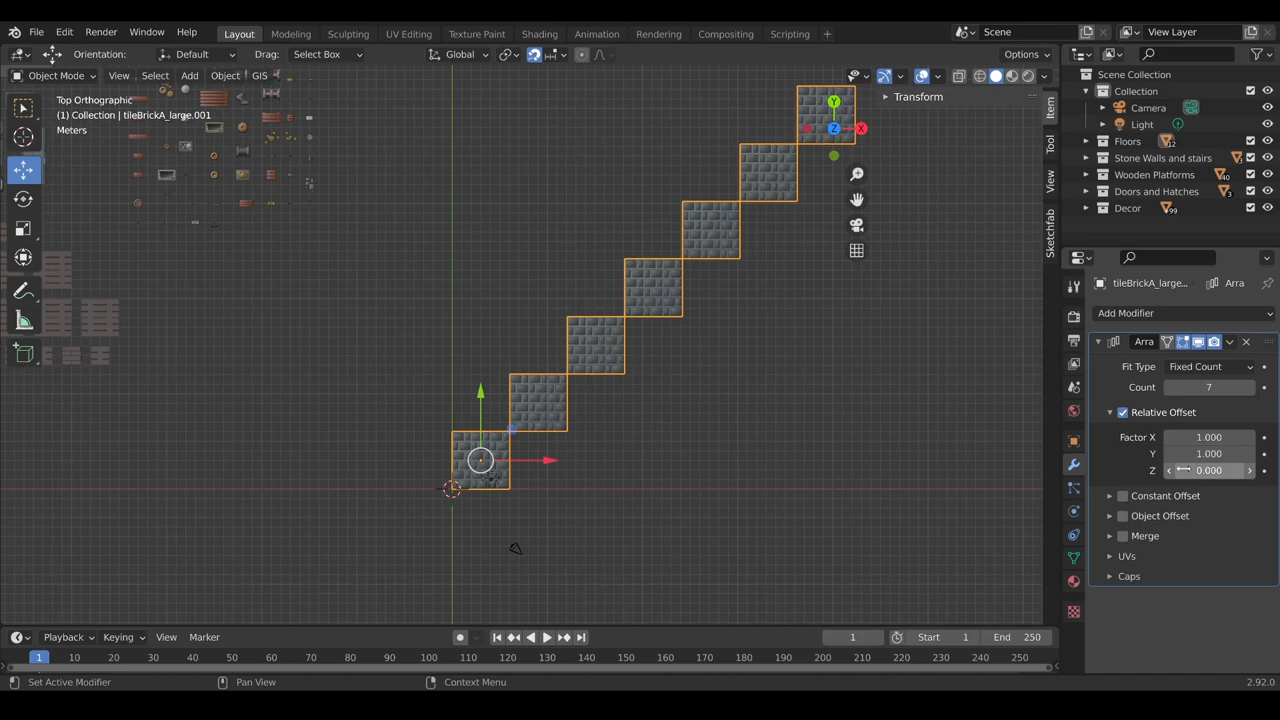 File Edit Render Window Help Layout Modeling Sculpting UV Editing Texture Paint Shading Animation Rendering Compositing Scripting + Scene View Layer
Orientation: Default Drag: Select Box Global Options
Object Mode View Select Add Object GIS
Top Orthographic
(1) Collection | tileBrickA_large.001
Meters
Transform
Y
Z X
Item
Tool
View
Sketchfab
Scene Collection
Collection
Camera
Light
Floors 12
Stone Walls and stairs
Wooden Platforms 40
Doors and Hatches 3
Decor 99
tileBrickA_large... Arra
Add Modifier
Arra
Fit Type Fixed Count
Count 7
Relative Offset
Factor X 1.000
Y 1.000
Z 0.000
Constant Offset
Object Offset
Merge
UVs
Caps
Playback Keying View Marker 1 Start 1 End 250
1 10 20 30 40 50 60 70 80 90 100 110 120 130 140 150 160 170 180 190 200 210 220 230 240 250
Set Active Modifier Pan View Context Menu 2.92.0